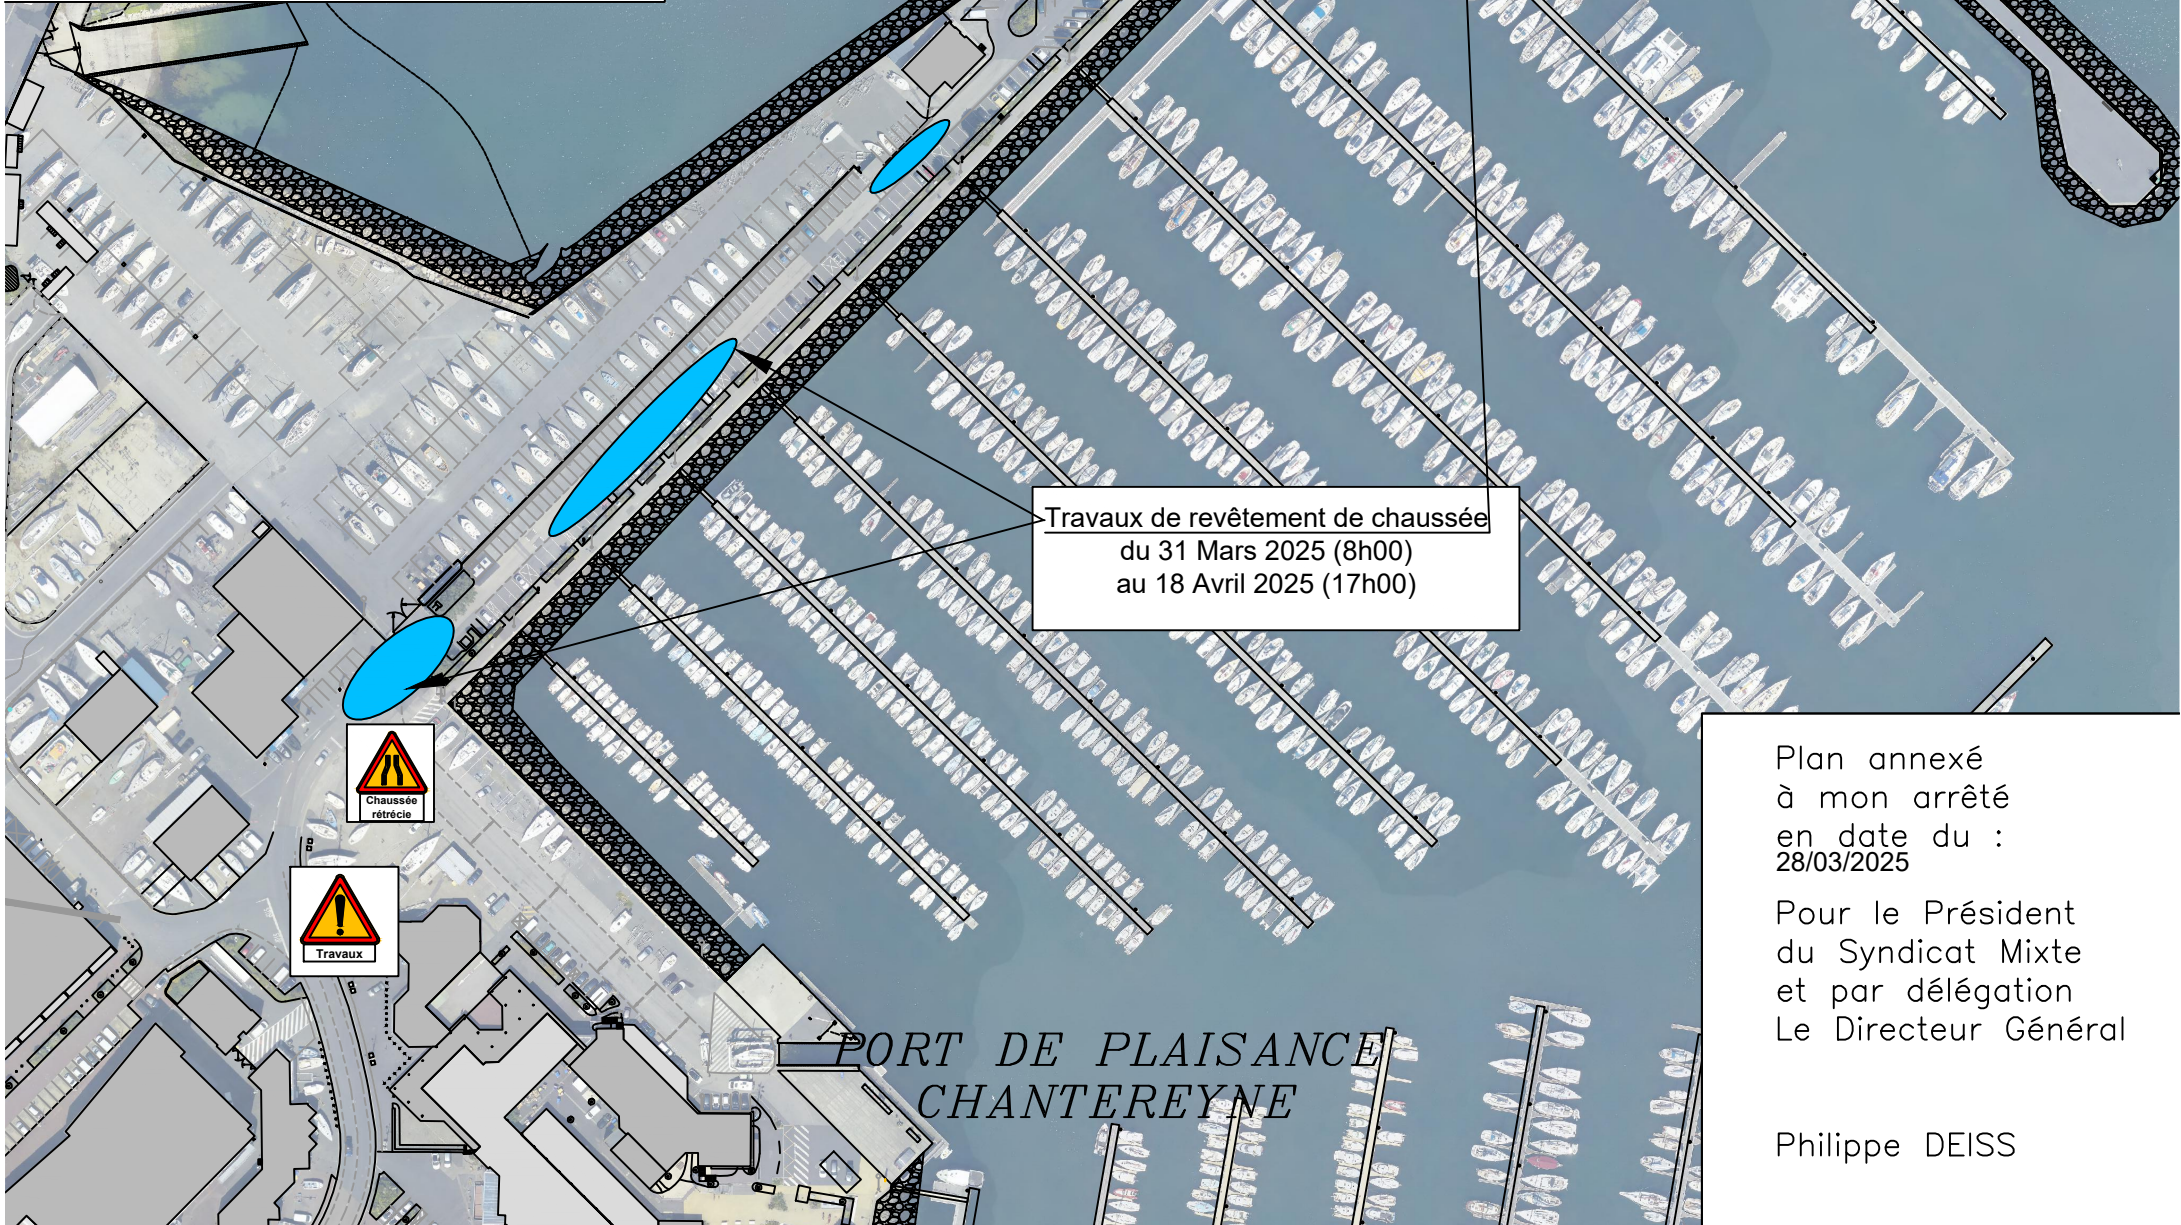 Travaux de revêtement de chaussée
du 31 Mars 2025 (8h00)
au 18 Avril 2025 (17h00)
Chaussée
rétrécie
Travaux
PORT DE PLAISANCE
CHANTEREYNE
Plan annexé
à mon arrêté
en date du :
28/03/2025
Pour le Président
du Syndicat Mixte
et par délégation
Le Directeur Général
Philippe DEISS